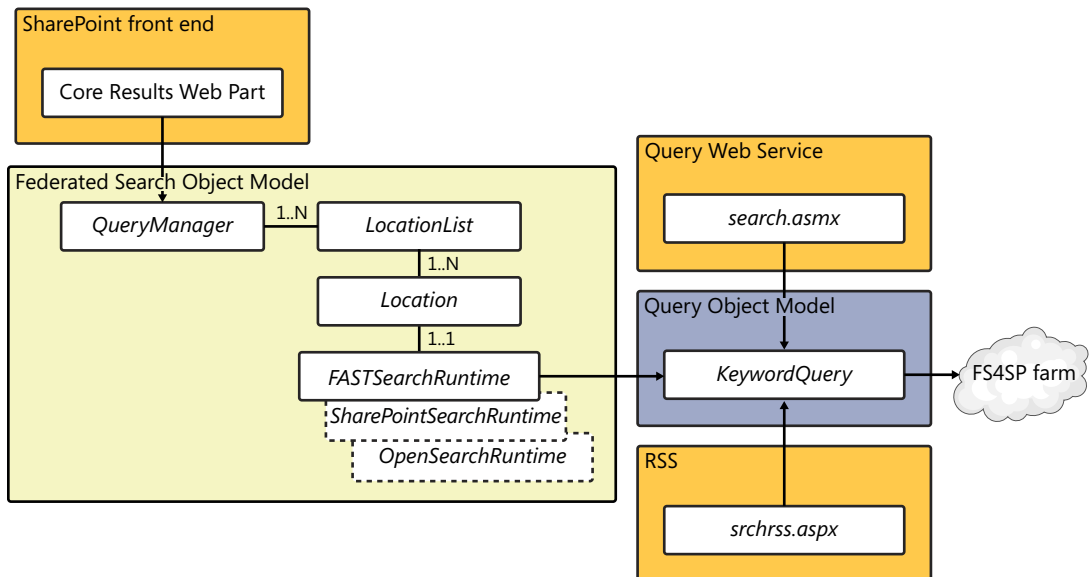 SharePoint front end
Core Results Web Part
Federated Search Object Model
QueryManager
1..N
LocationList
1..N
Location
1..1
FASTSearchRuntime
SharePointSearchRuntime
OpenSearchRuntime
Query Web Service
search.asmx
Query Object Model
KeywordQuery
FS4SP farm
RSS
srchrss.aspx